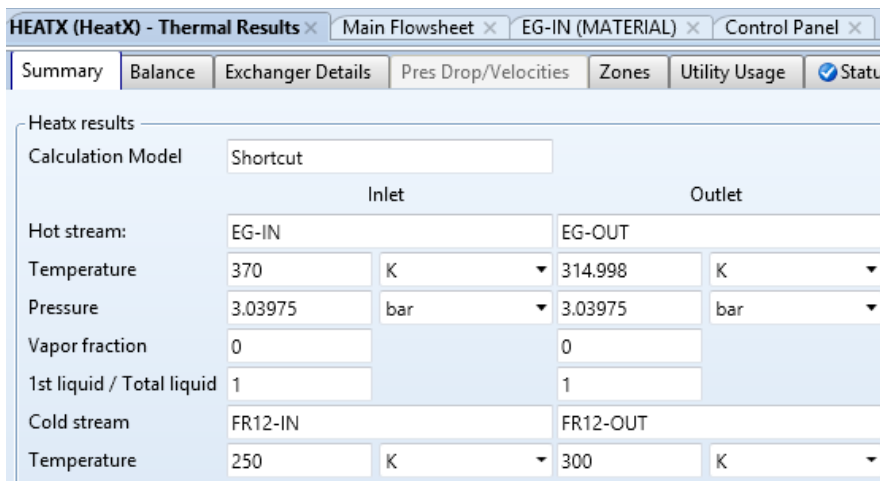 HEATX (HeatX) - Thermal Results × Main Flowsheet × EG-IN (MATERIAL) × Control Panel ×
Summary Balance Exchanger Details Pres Drop/Velocities Zones Utility Usage Statu
Heatx results
Calculation Model Shortcut
Inlet Outlet
Hot stream: EG-IN EG-OUT
Temperature 370 K 314.998 K
Pressure 3.03975 bar 3.03975 bar
Vapor fraction 0 0
1st liquid / Total liquid 1 1
Cold stream FR12-IN FR12-OUT
Temperature 250 K 300 K